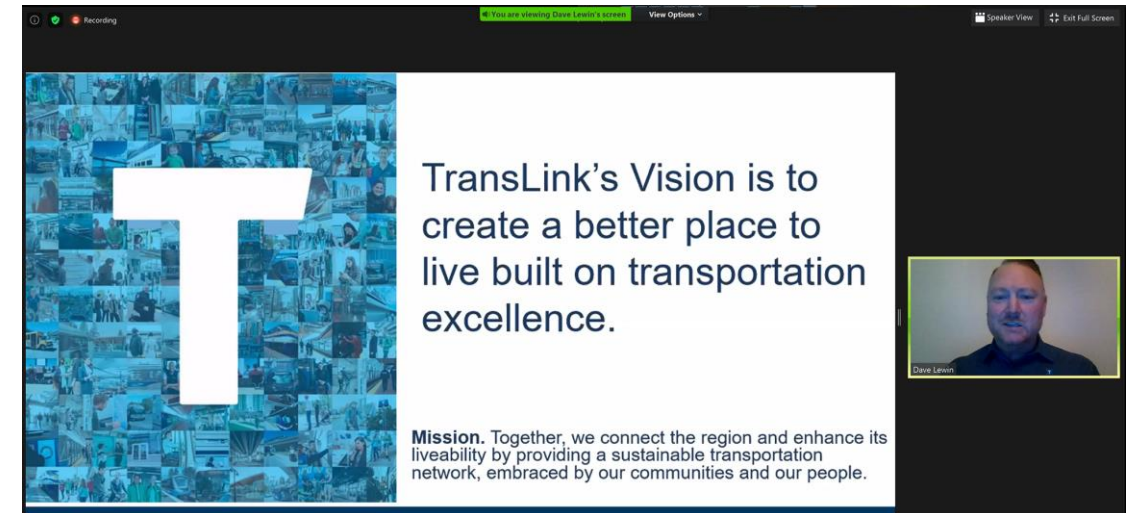 Recording
You are viewing Dave Lewin's screen
View Options
Speaker View
Exit Full Screen
T
TransLink’s Vision is to
create a better place to
live built on transportation
excellence.
Dave Lewin
Mission. Together, we connect the region and enhance its
liveability by providing a sustainable transportation
network, embraced by our communities and our people.